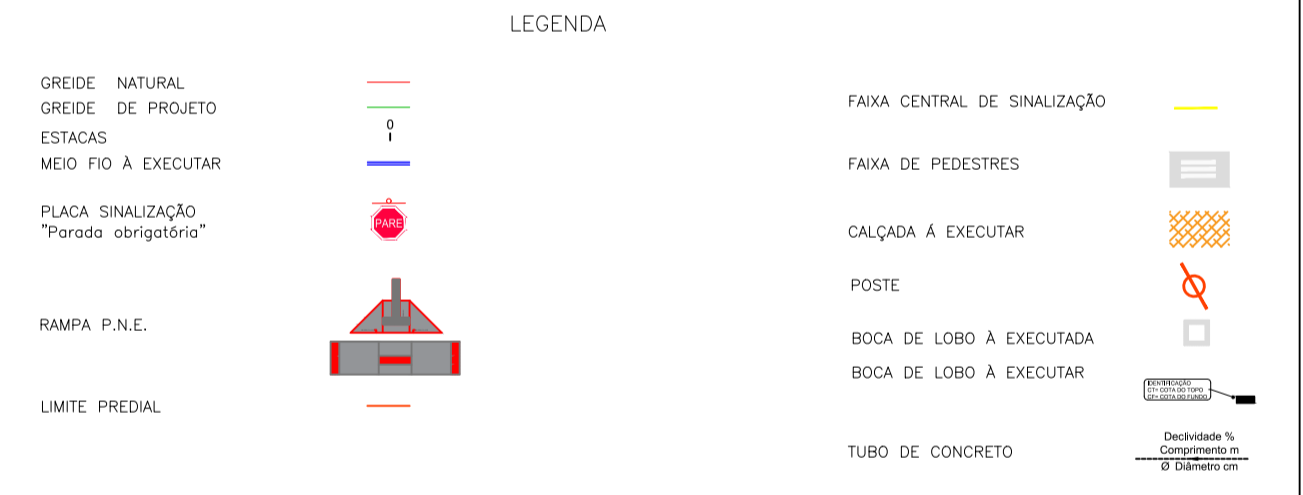 LEGENDA
GREIDE NATURAL
GREIDE DE PROJETO
ESTACAS
0
MEIO FIO À EXECUTAR
PLACA SINALIZAÇÃO
"Parada obrigatória"
PARE
RAMPA P.N.E.
LIMITE PREDIAL
FAIXA CENTRAL DE SINALIZAÇÃO
FAIXA DE PEDESTRES
CALÇADA Á EXECUTAR
POSTE
BOCA DE LOBO À EXECUTADA
BOCA DE LOBO À EXECUTAR
IDENTIFICAÇÃO
CT= COTA DO TOPO
CF= COTA DO FUNDO
TUBO DE CONCRETO
Declividade %
Comprimento m
Ø Diâmetro cm